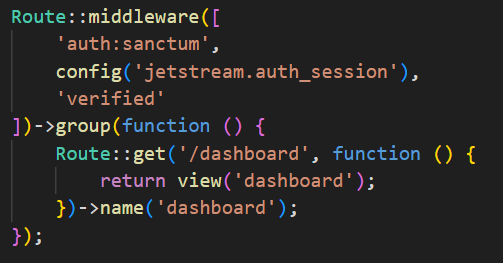 Route::middleware([
    'auth:sanctum',
    config('jetstream.auth_session'),
    'verified'
])->group(function () {
    Route::get('/dashboard', function () {
        return view('dashboard');
    })->name('dashboard');
});